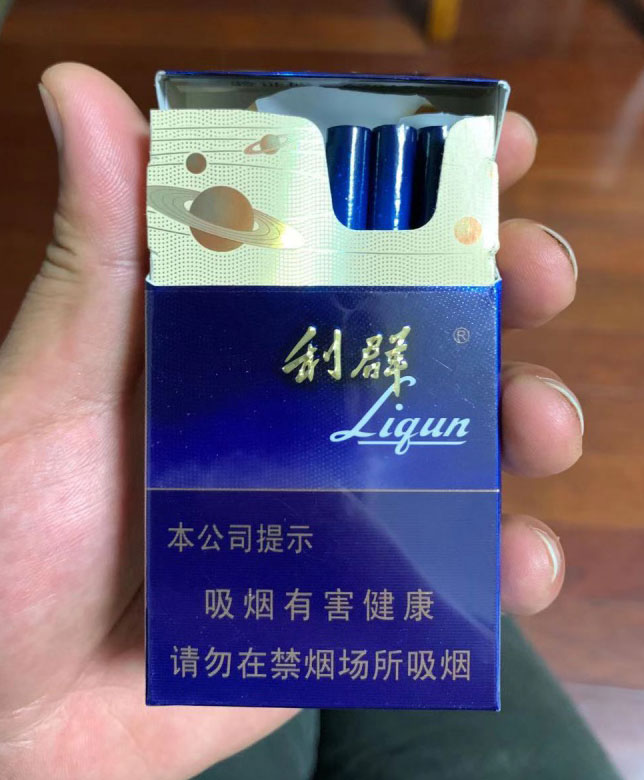 利群®
Liqun
本公司提示
吸烟有害健康
请勿在禁烟场所吸烟